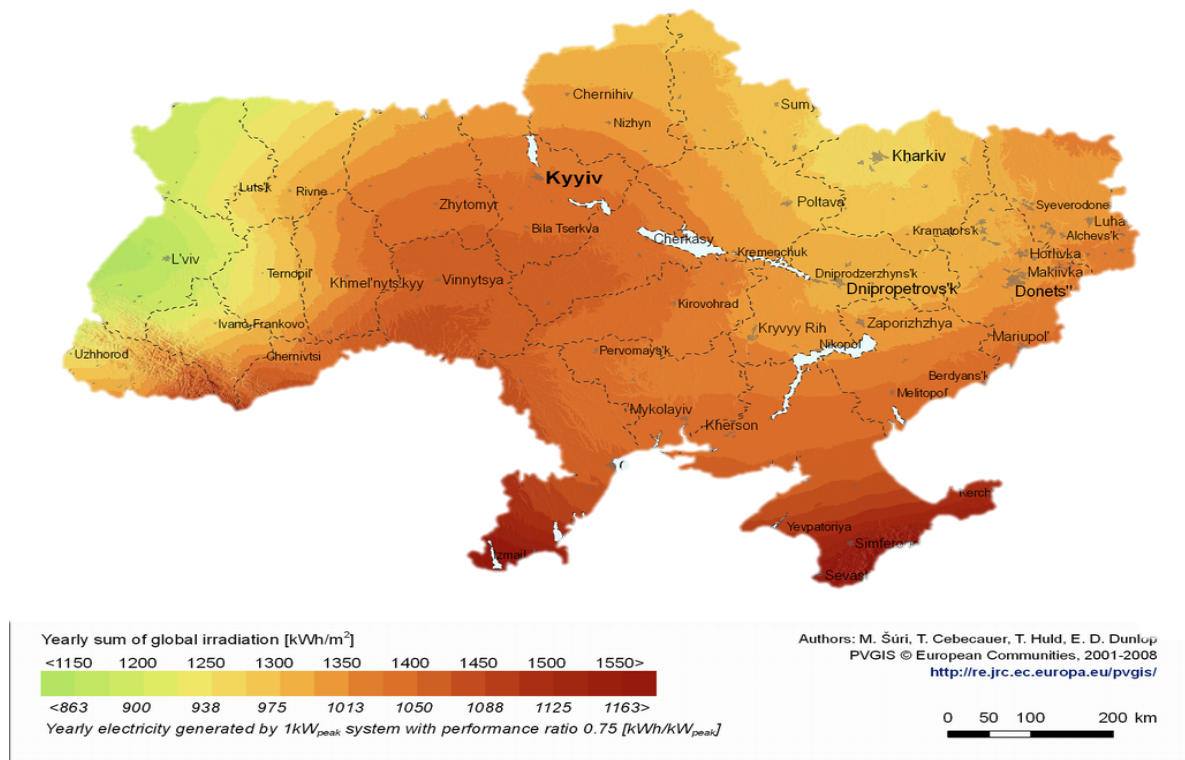 Chernihiv
Sumy
Nizhyn
Kharkiv
Kyyiv
Luts'k
Rivne
Zhytomyr
Poltava
Syeverodone
Luha
Bila Tserkva
Cherkasy
Kramators'k
Alchevs'k
L'viv
Kremenchuk
Horlivka
Ternopil'
Khmel'nyts'kyy
Vinnytsya
Dniprodzerzhyns'k
Makiivka
Dnipropetrovs'k
Donets'
Kirovohrad
Ivano-Frankovo
Kryvyy Rih
Zaporizhzhya
Uzhhorod
Chernivtsi
Pervomays'k
Nikopol'
Mariupol'
Berdyans'k
Melitopol'
Mykolayiv
Kherson
Kerch
Yevpatoriya
Izmail
Simferop
Sevast
Yearly sum of global irradiation [kWh/m²]
<1150 1200 1250 1300 1350 1400 1450 1500 1550>
<863 900 938 975 1013 1050 1088 1125 1163>
Yearly electricity generated by 1kWpeak system with performance ratio 0.75 [kWh/kWpeak]
Authors: M. Šúri, T. Cebecauer, T. Huld, E. D. Dunlop
PVGIS © European Communities, 2001-2008
http://re.jrc.ec.europa.eu/pvgis/
0 50 100 200 km